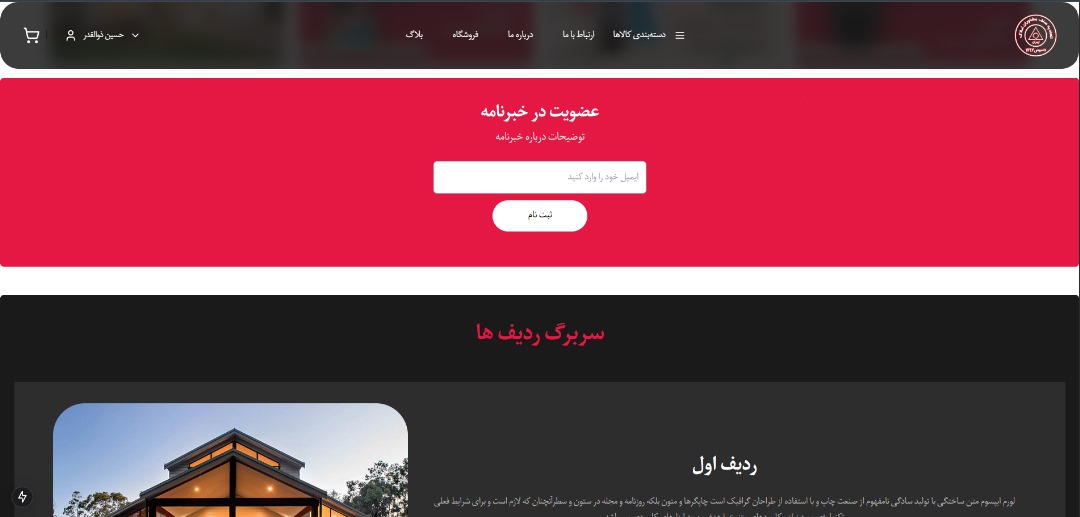 دسته‌بندی کالاها
ارتباط با ما
درباره ما
فروشگاه
بلاگ
حسین ذوالقدر
عضویت در خبرنامه
توضیحات درباره خبرنامه
ایمیل خود را وارد کنید
ثبت نام
سربرگ ردیف ها
ردیف اول
لورم ایپسوم متن ساختگی با تولید سادگی نامفهوم از صنعت چاپ و با استفاده از طراحان گرافیک است چاپگرها و متون بلکه روزنامه و مجله در ستون و سطرآنچنان که لازم است و برای شرایط فعلی